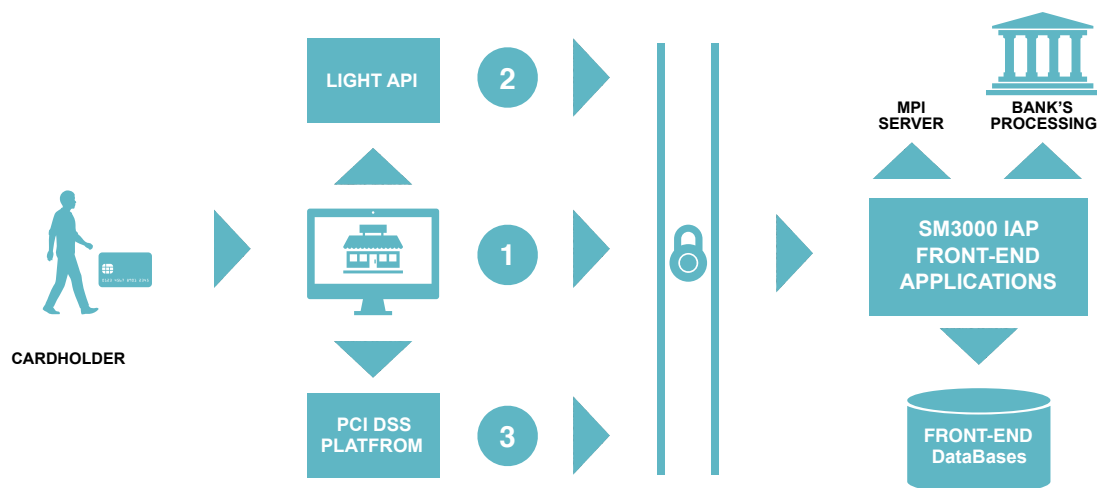 LIGHT API
2
MPI
SERVER
BANK'S
PROCESSING
1
SM3000 IAP
FRONT-END
APPLICATIONS
CARDHOLDER
PCI DSS
PLATFROM
3
FRONT-END
DataBases